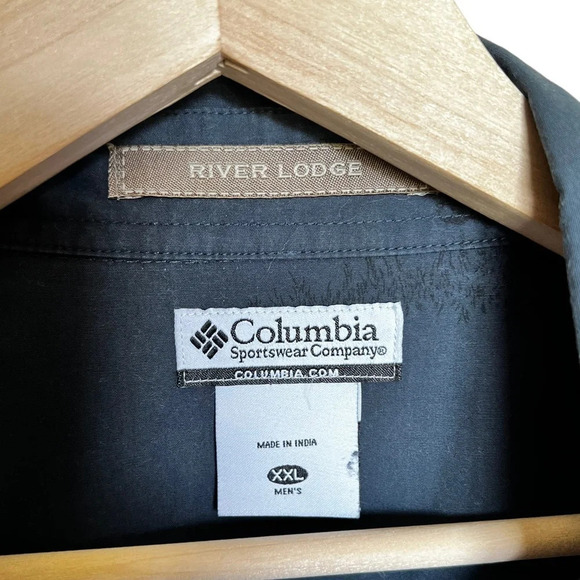 RIVER LODGE
Columbia
Sportswear Company®
COLUMBIA.COM
MADE IN INDIA
XXL
MEN'S